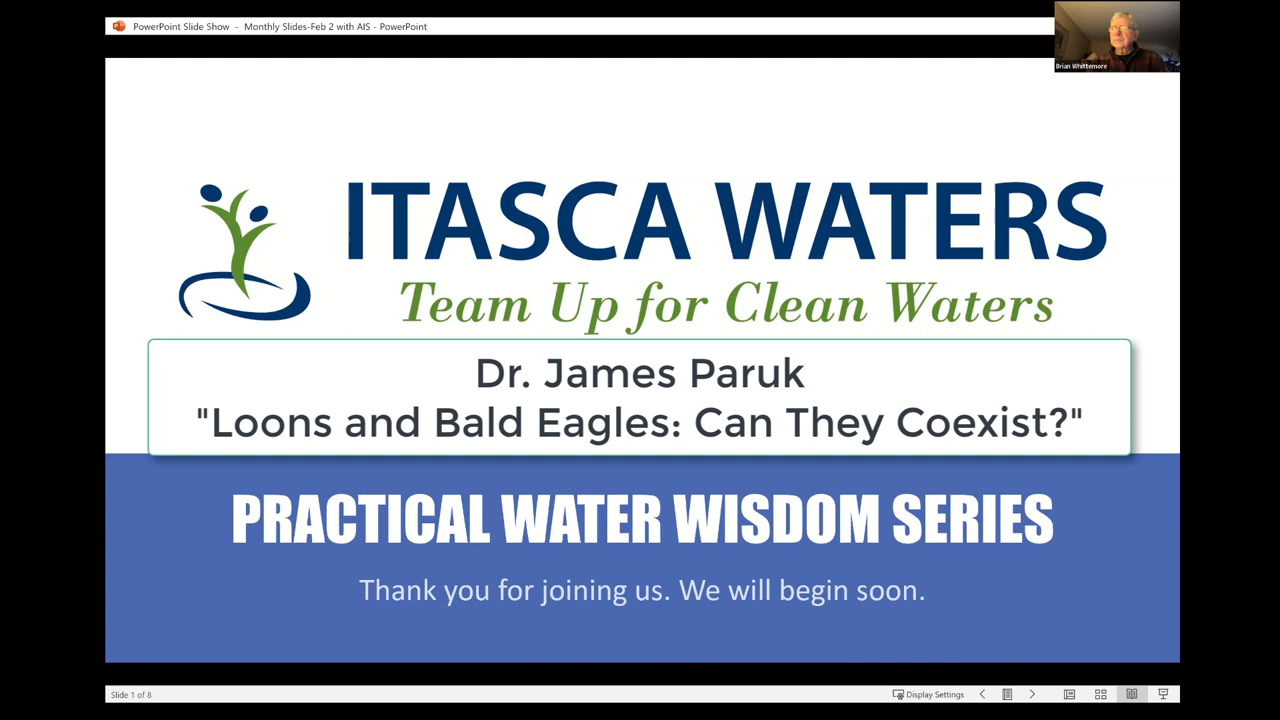 PowerPoint Slide Show - Monthly Slides-Feb 2 with AIS - PowerPoint
Brian Whittemore
ITASCA WATERS
Team Up for Clean Waters
Dr. James Paruk
"Loons and Bald Eagles: Can They Coexist?"
PRACTICAL WATER WISDOM SERIES
Thank you for joining us. We will begin soon.
Slide 1 of 8
Display Settings